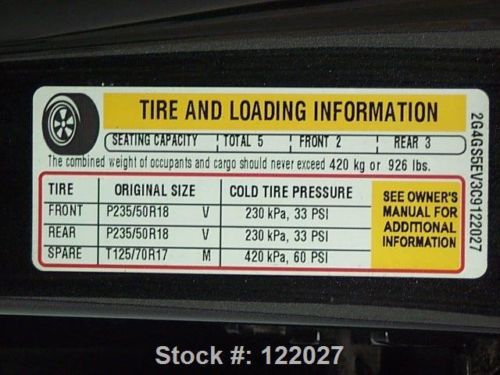 TIRE AND LOADING INFORMATION
SEATING CAPACITY TOTAL 5 FRONT 2 REAR 3
The combined weight of occupants and cargo should never exceed 420 kg or 926 lbs.
TIRE ORIGINAL SIZE COLD TIRE PRESSURE
FRONT P235/50R18 V 230 kPa, 33 PSI
REAR P235/50R18 V 230 kPa, 33 PSI
SPARE T125/70R17 M 420 kPa, 60 PSI
SEE OWNER'S
MANUAL FOR
ADDITIONAL
INFORMATION
2G4GS5EV3C9122027
Stock #: 122027